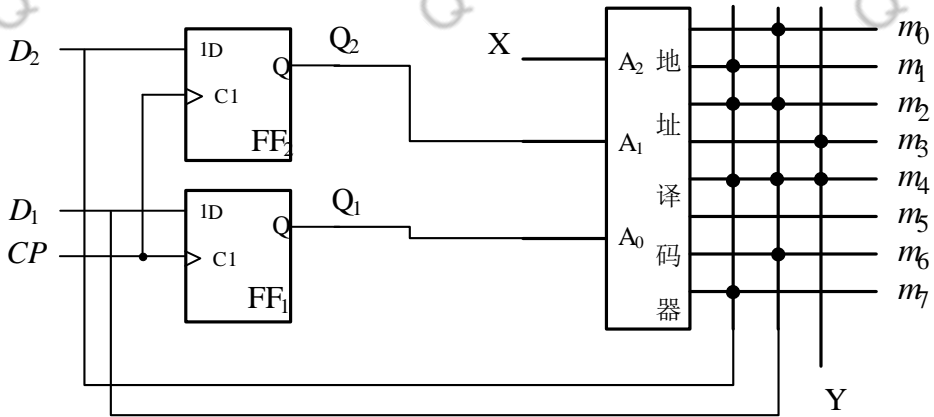 D₂
1D
Q
C1
FF₂
Q₂
D₁
CP
1D
Q
C1
FF₁
Q₁
X
A₂
A₁
A₀
地址译码器
m₀
m₁
m₂
m₃
m₄
m₅
m₆
m₇
Y